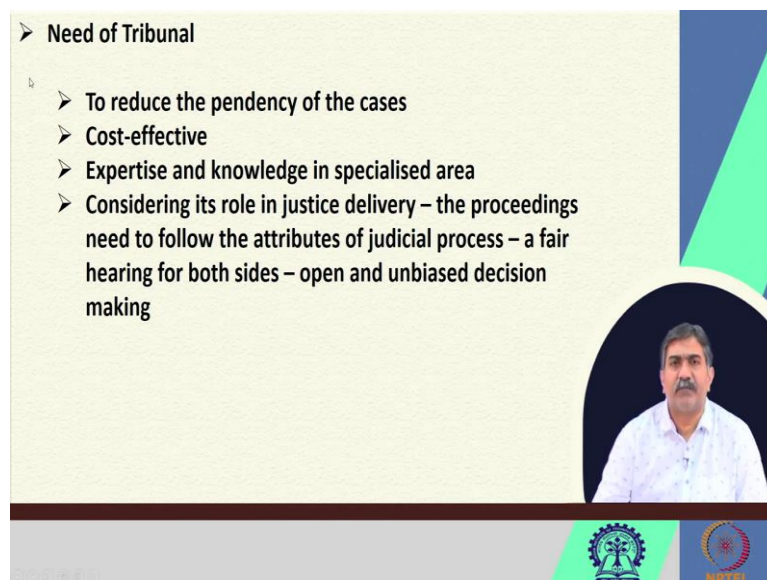 ➢ Need of Tribunal
➢ To reduce the pendency of the cases
➢ Cost-effective
➢ Expertise and knowledge in specialised area
➢ Considering its role in justice delivery – the proceedings
need to follow the attributes of judicial process – a fair
hearing for both sides – open and unbiased decision
making
NPTEL